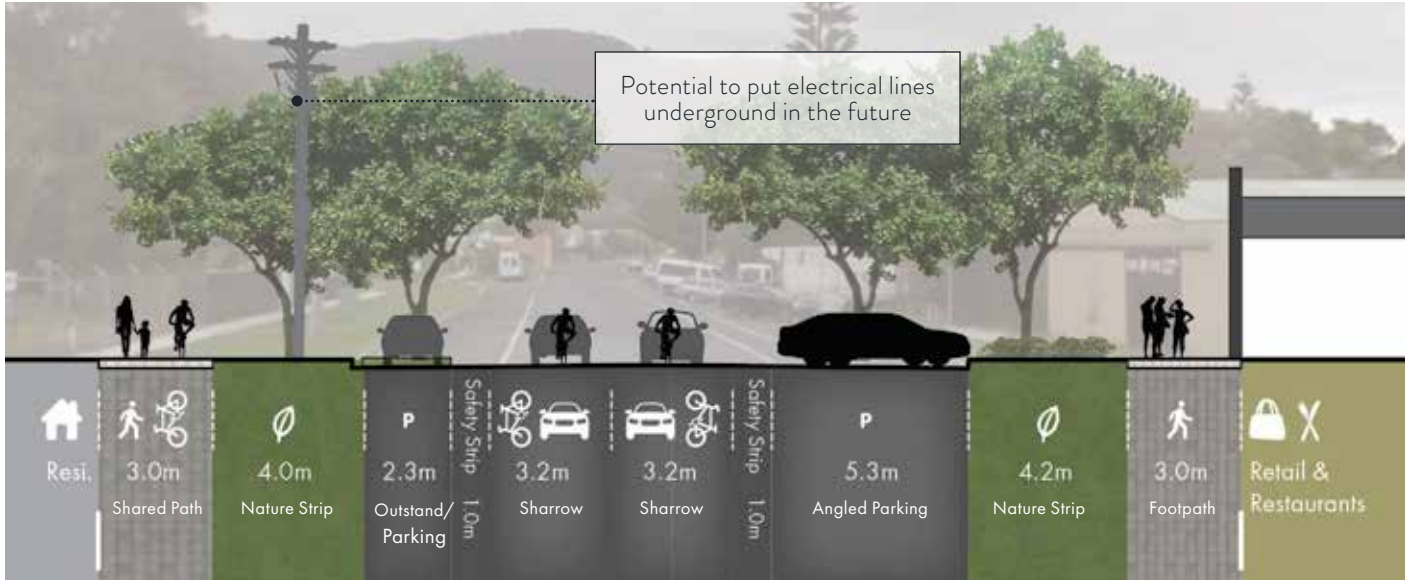 Potential to put electrical lines
underground in the future
Resi.
3.0m
Shared Path
4.0m
Nature Strip
P
2.3m
Outstand/
Parking
Safety Strip 1.0m
3.2m
Sharrow
3.2m
Sharrow
Safety Strip 1.0m
P
5.3m
Angled Parking
4.2m
Nature Strip
3.0m
Footpath
Retail &
Restaurants